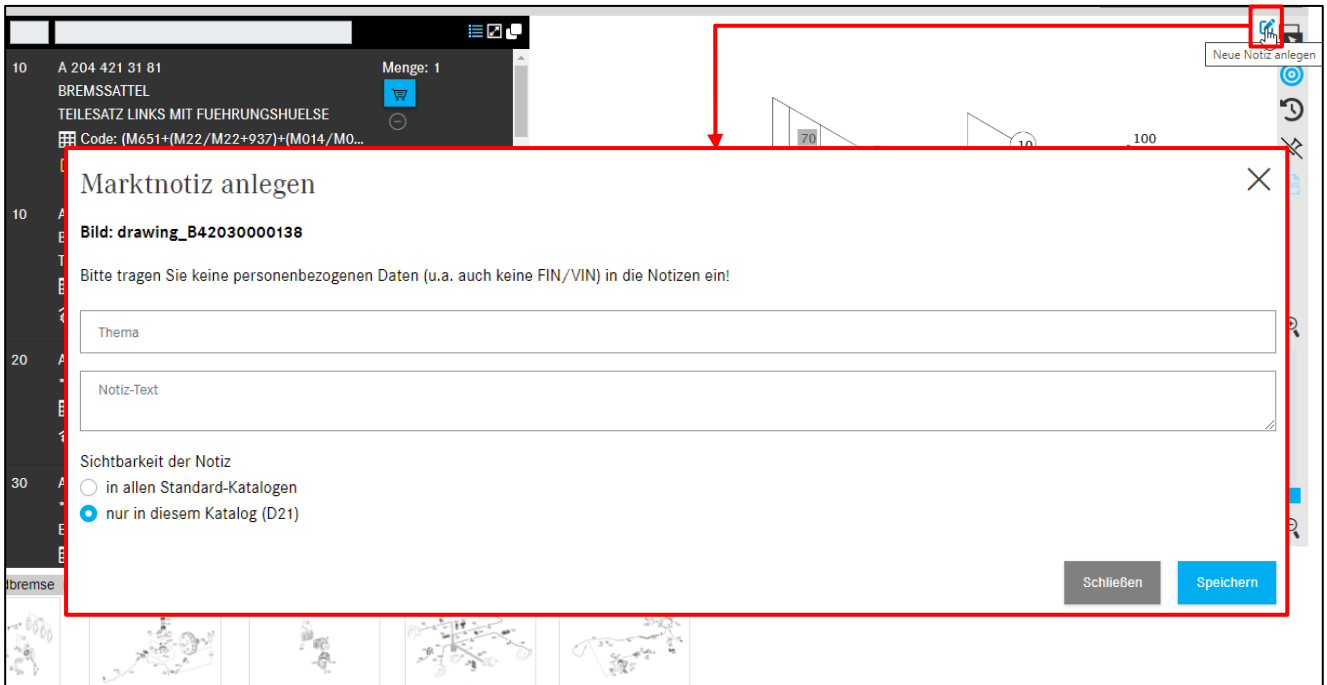 Neue Notiz anlegen
10 A 204 421 31 81 Menge: 1
BREMSSATTEL
TEILESATZ LINKS MIT FUEHRUNGSHUELSE
Code: (M651+(M22/M22+937)+(M014/M0...
70
10
100
Marktnotiz anlegen
Bild: drawing_B42030000138
Bitte tragen Sie keine personenbezogenen Daten (u.a. auch keine FIN/VIN) in die Notizen ein!
Thema
Notiz-Text
Sichtbarkeit der Notiz
in allen Standard-Katalogen
nur in diesem Katalog (D21)
Schließen
Speichern
10
20
30
dbremse